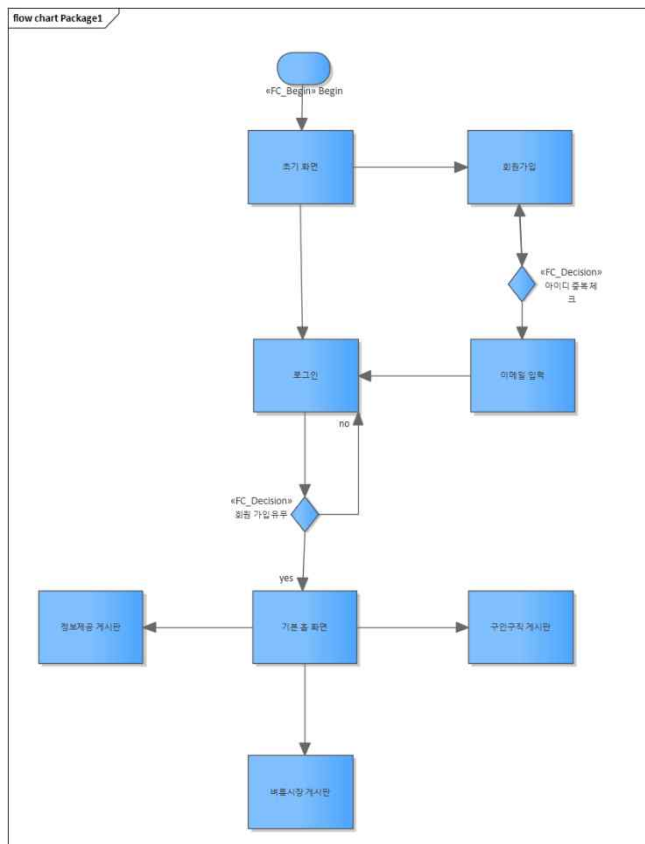 flow chart Package1
«FC_Begin» Begin
초기 화면
회원가입
«FC_Decision»
아이디 중복 체
크
로그인
이메일 입력
no
«FC_Decision»
회원 가입유무
yes
정보제공 게시판
기본 홈 화면
구인구직 게시판
벼룩시장 게시판